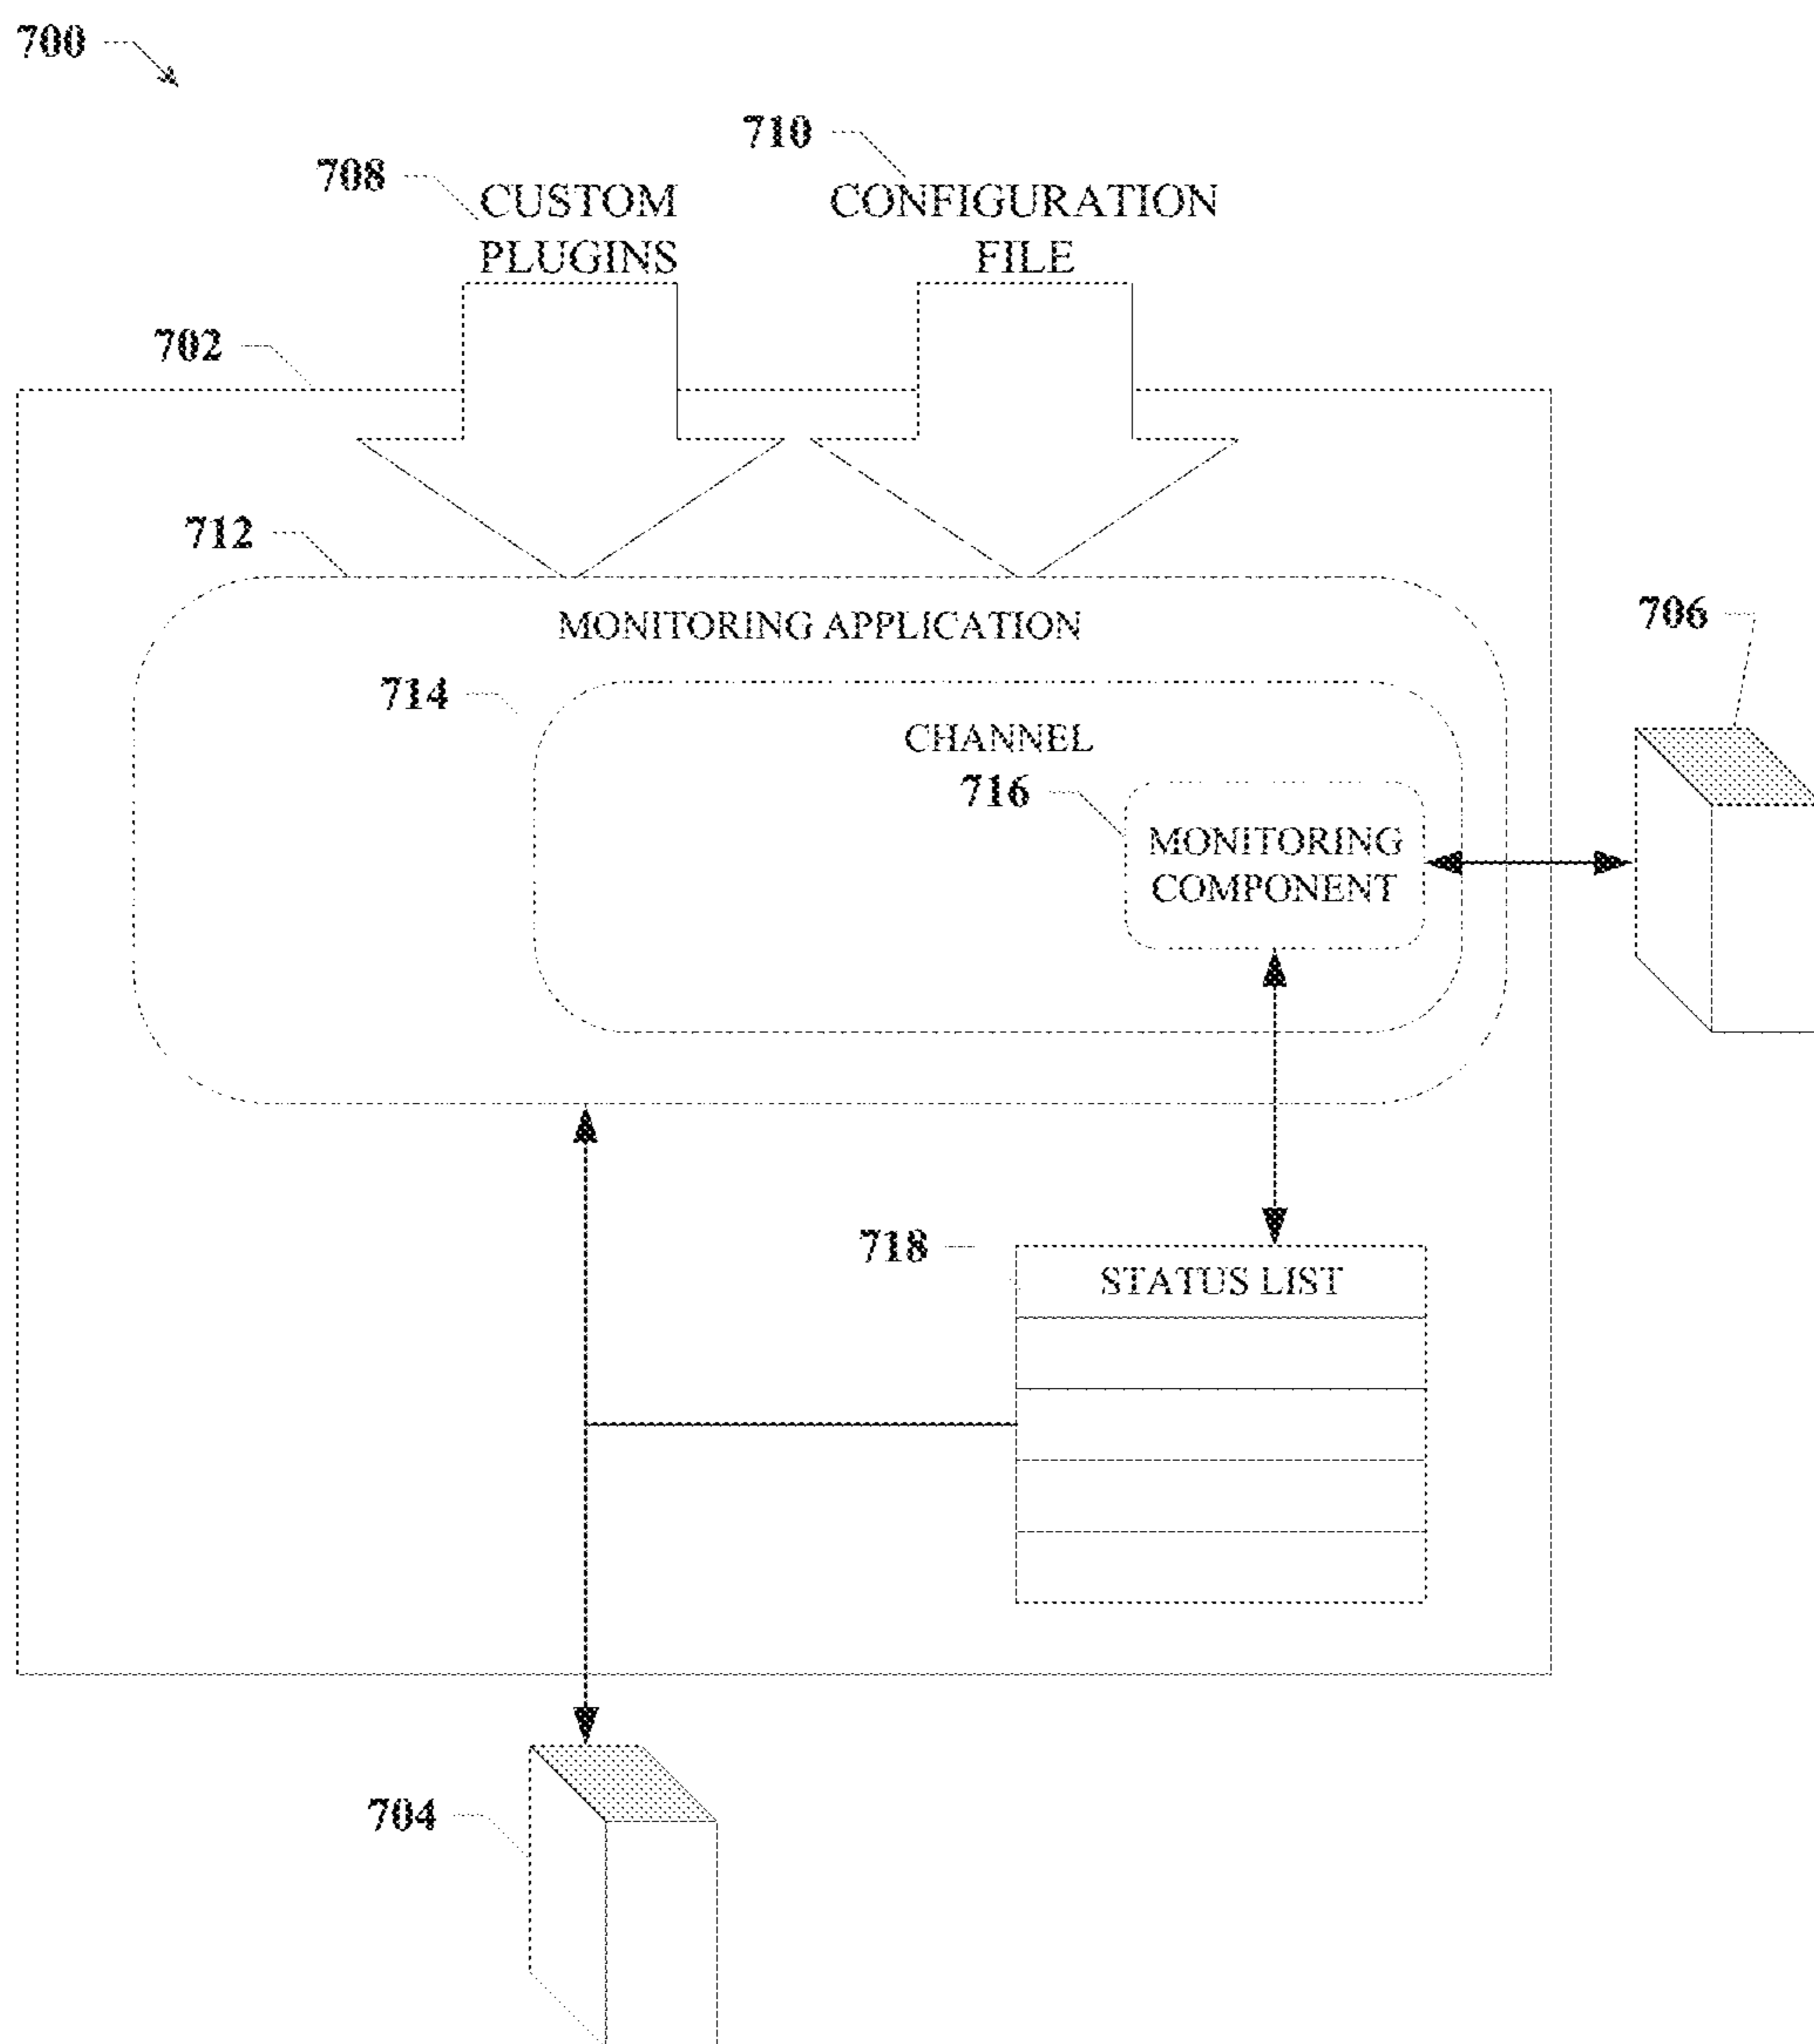 700
710
708
CUSTOM
PLUGINS
CONFIGURATION
FILE
702
712
MONITORING APPLICATION
706
714
CHANNEL
716
MONITORING
COMPONENT
718
STATUS LIST
704